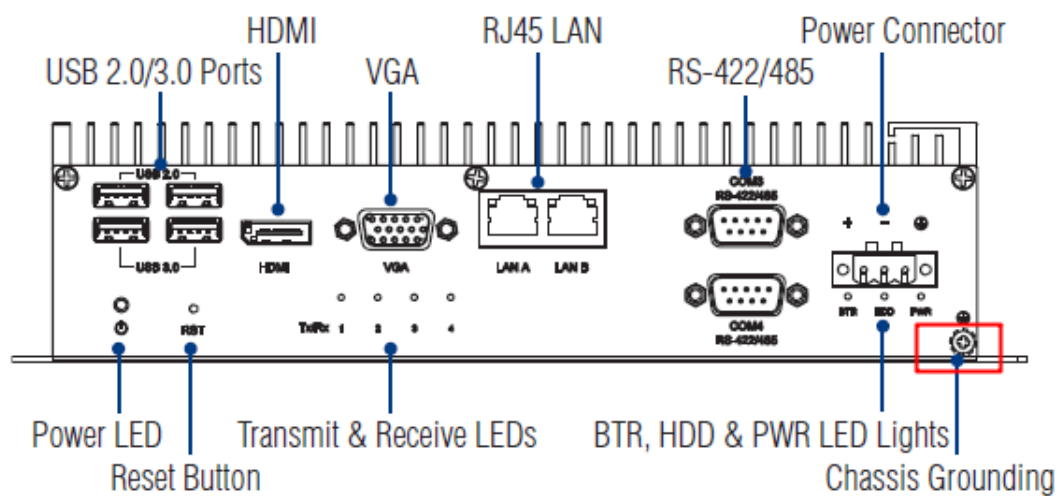 HDMI
RJ45 LAN
Power Connector
USB 2.0/3.0 Ports
VGA
RS-422/485
USB 2.0
COM3
RS-422/485
+ -
HDMI
VGA
LAN A
LAN B
USB 3.0
BTR
HDD
PWR
RST
Tx/Rx 1 2 3 4
COM4
RS-422/485
Power LED
Transmit & Receive LEDs
BTR, HDD & PWR LED Lights
Reset Button
Chassis Grounding